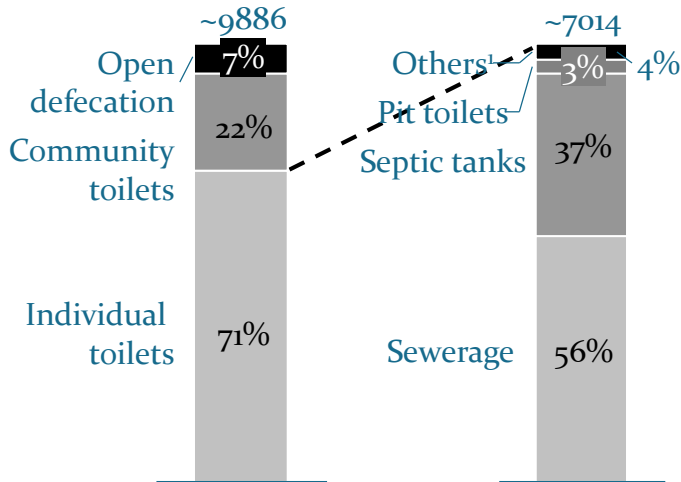 ~9886
Open
defecation
7%
Community
toilets
22%
Individual
toilets
71%
~7014
Others¹
4%
Pit toilets
3%
Septic tanks
37%
Sewerage
56%